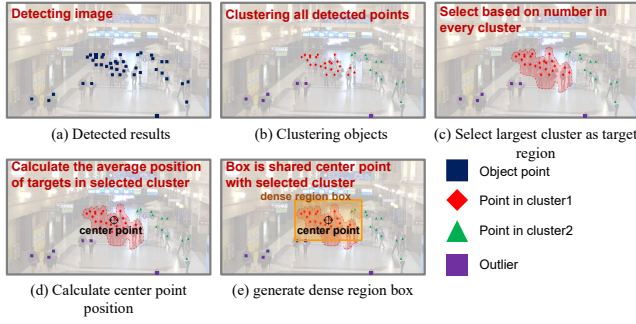 Detecting image
Clustering all detected points
Select based on number in
every cluster
(a) Detected results
(b) Clustering objects
(c) Select largest cluster as target
region
Calculate the average position
of targets in selected cluster
center point
(d) Calculate center point
position
Box is shared center point
with selected cluster
dense region box
center point
(e) generate dense region box
Object point
Point in cluster1
Point in cluster2
Outlier